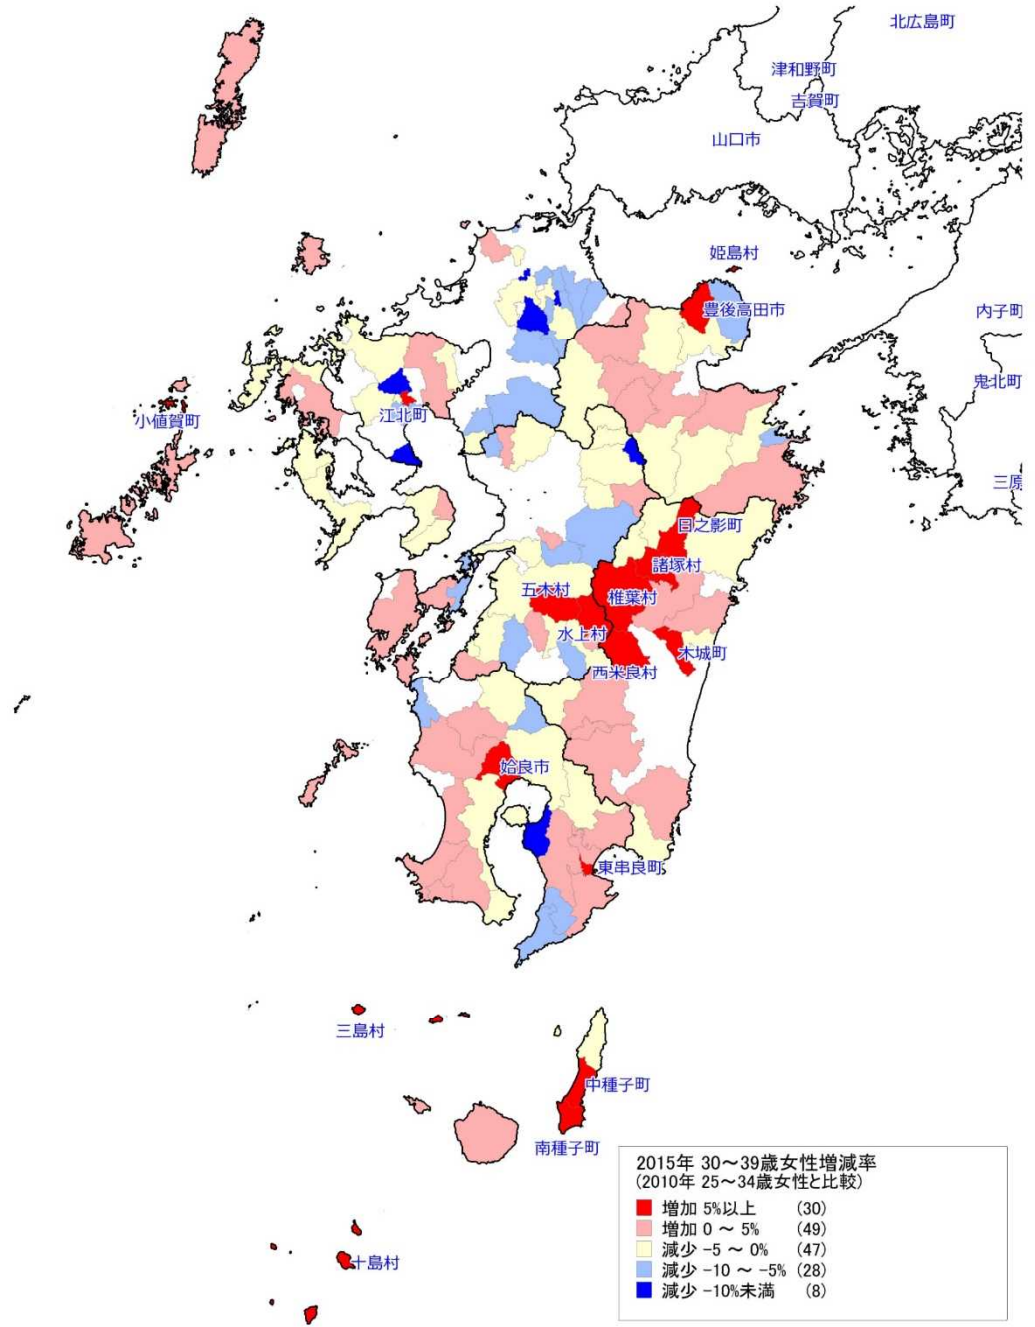 北広島町
津和野町
吉賀町
山口市
姫島村
豊後高田市
内子町
鬼北町
小値賀町
江北町
三原
日之影町
諸塚村
五木村
椎葉村
水上村
木城町
西米良村
姶良市
東串良町
三島村
中種子町
南種子町
十島村
2015年 30～39歳女性増減率
(2010年 25～34歳女性と比較)
増加 5%以上 (30)
増加 0 ～ 5% (49)
減少 -5 ～ 0% (47)
減少 -10 ～ -5% (28)
減少 -10%未満 (8)